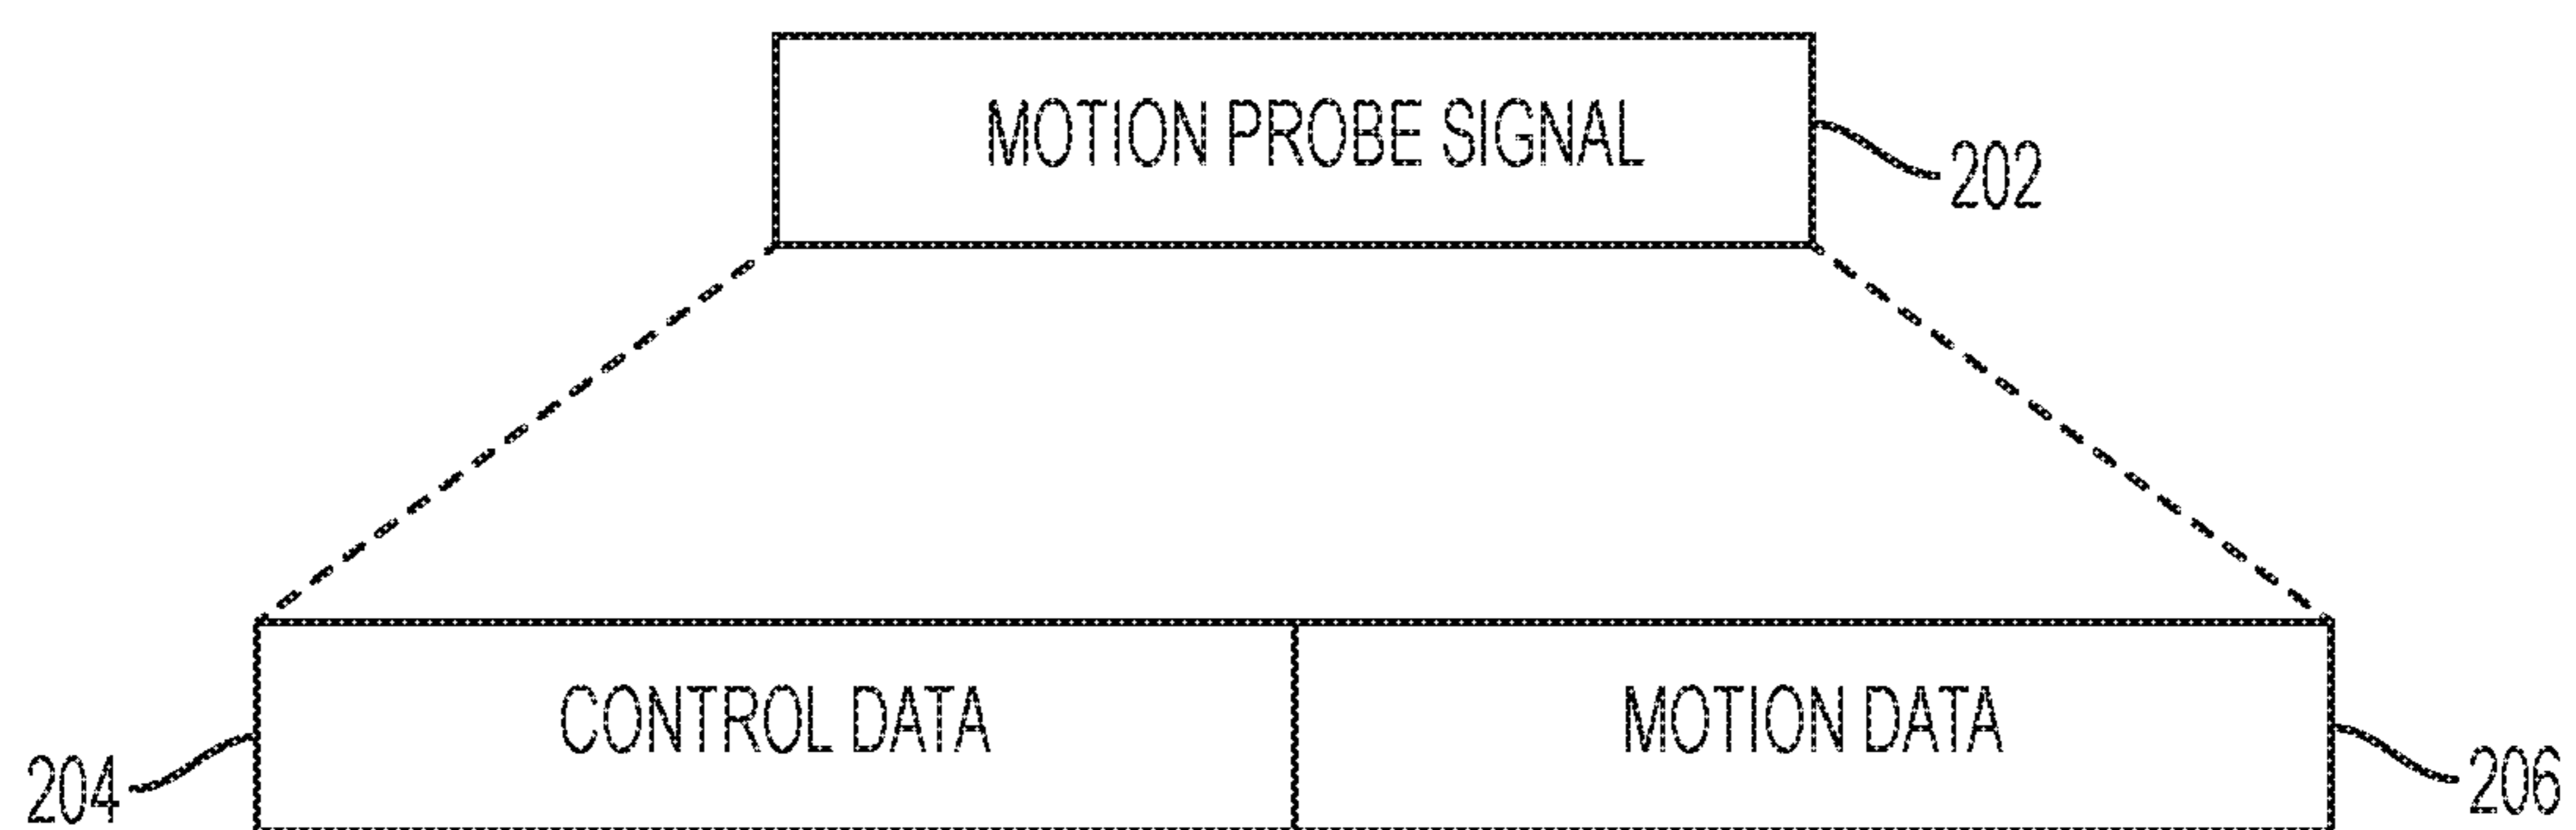 MOTION PROBE SIGNAL
202
CONTROL DATA
MOTION DATA
204
206